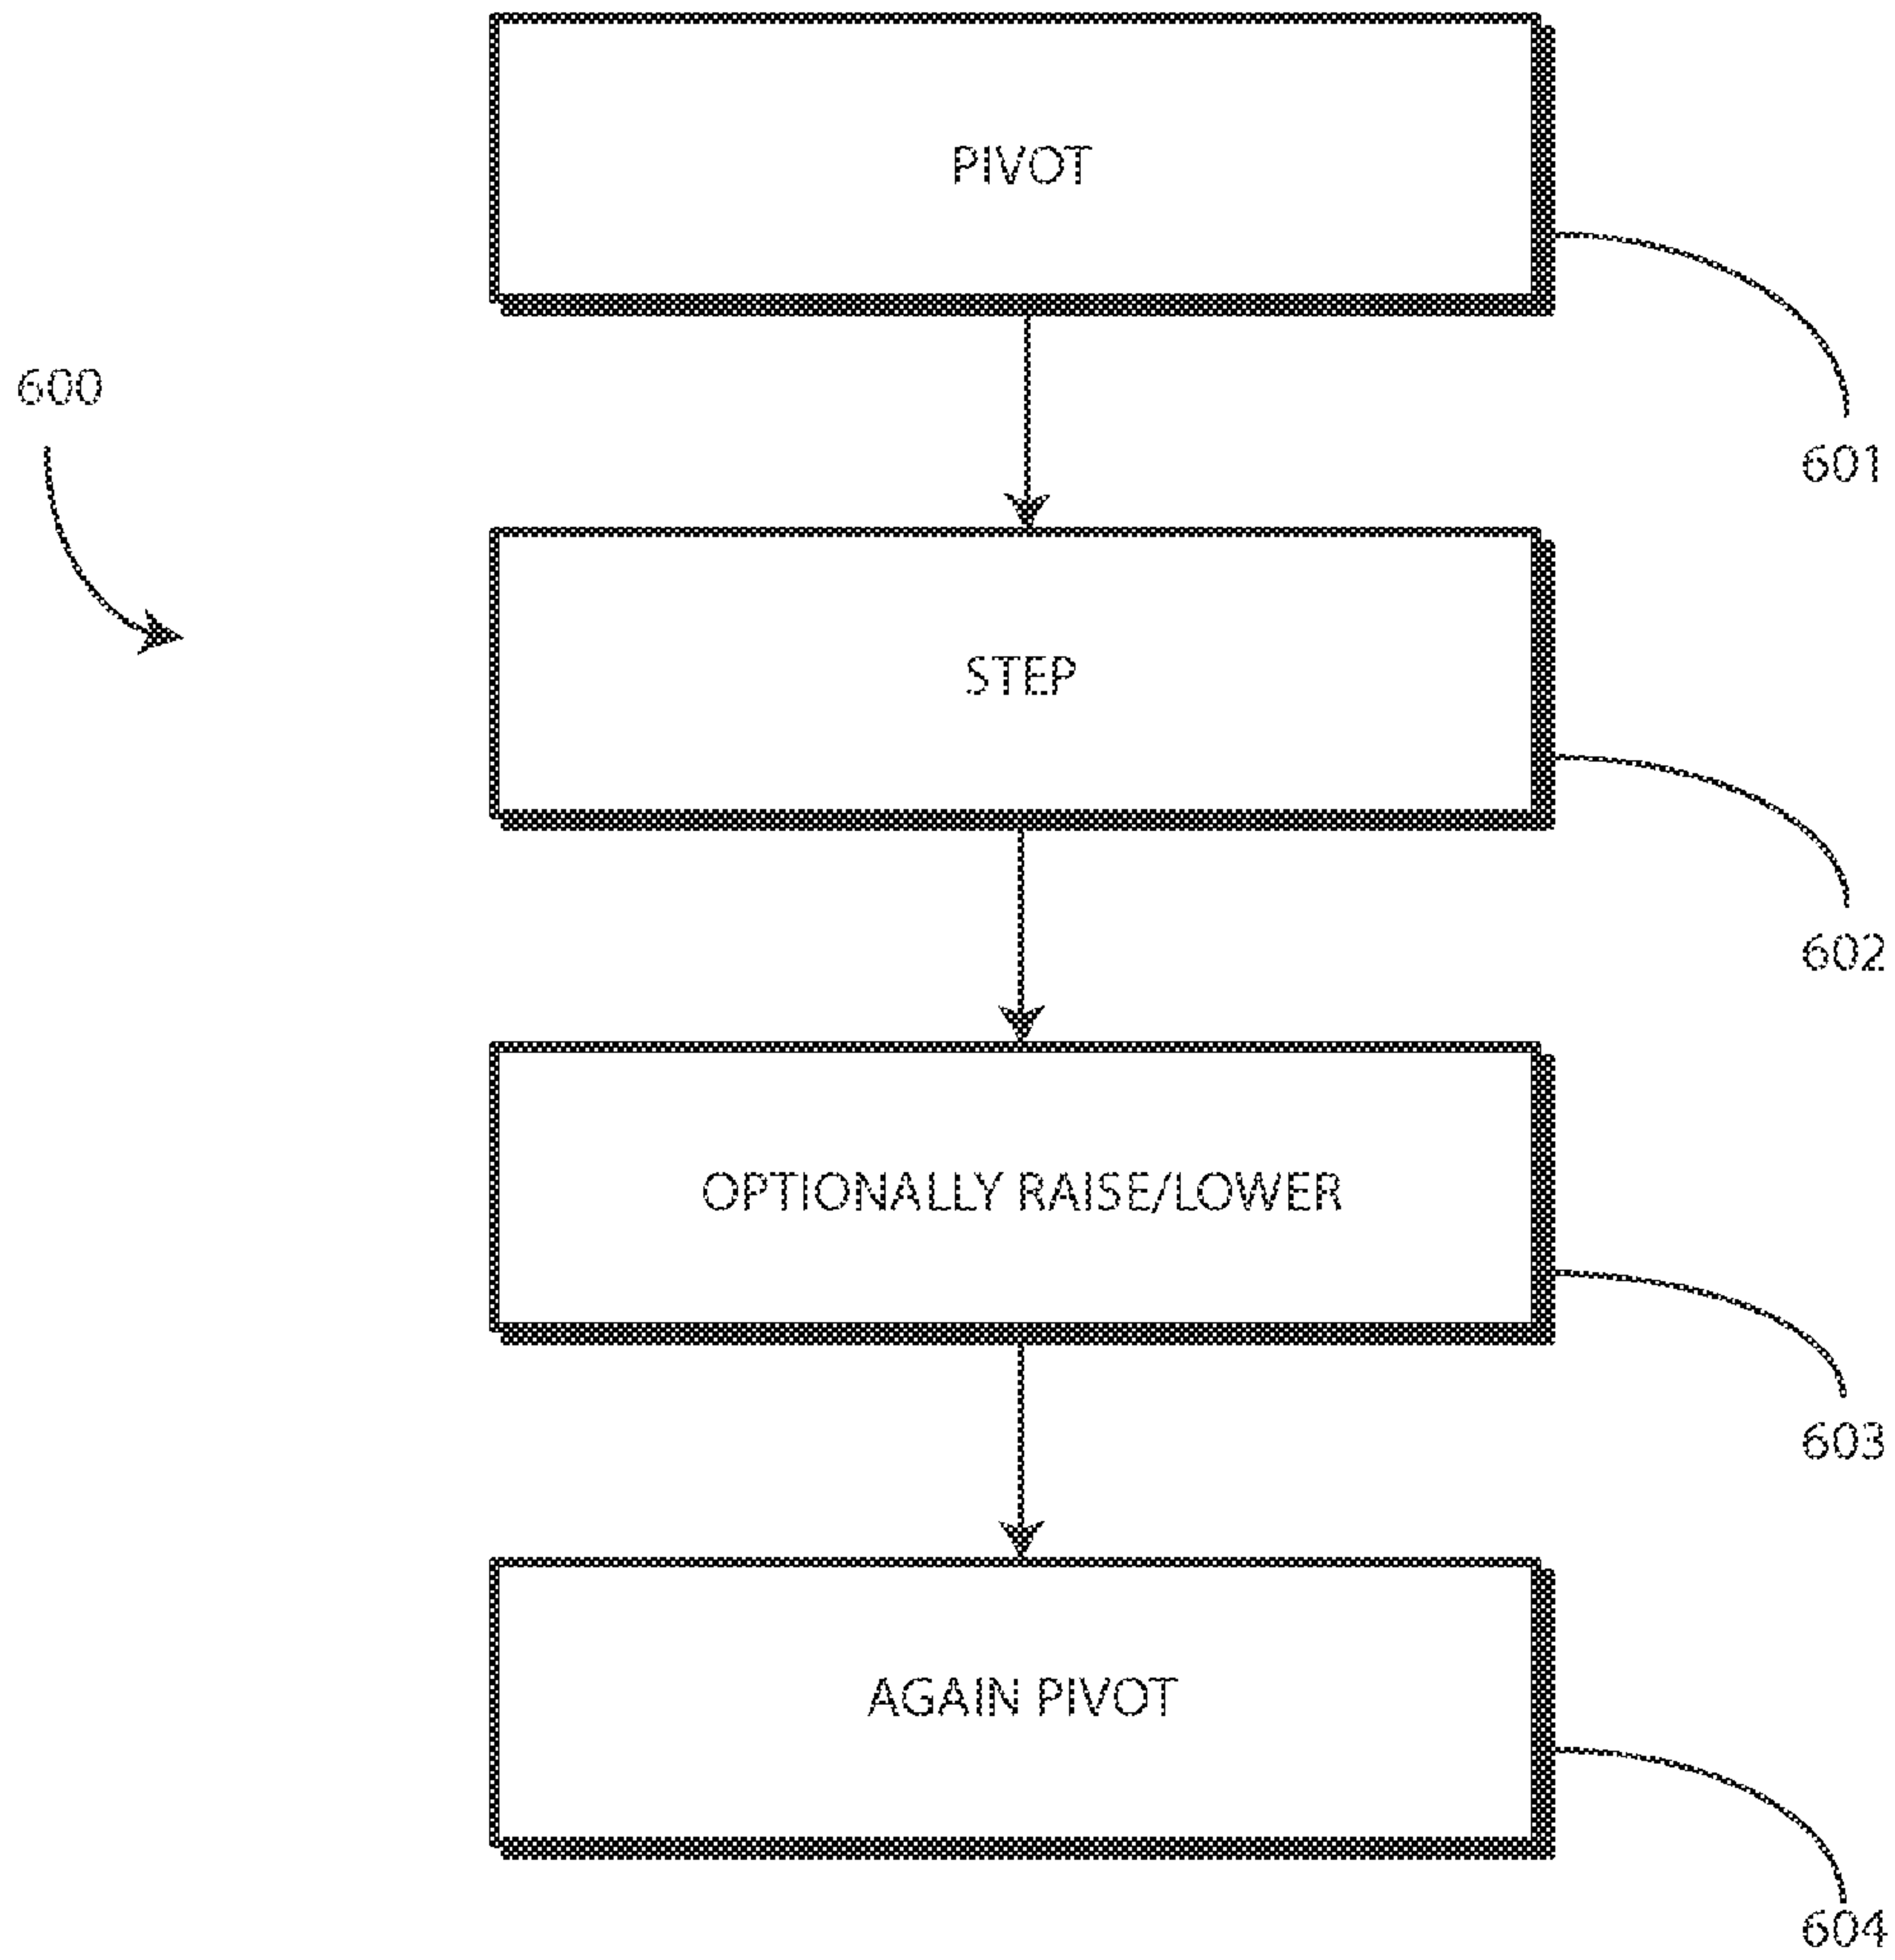 PIVOT
600
601
STEP
602
OPTIONALLY RAISE/LOWER
603
AGAIN PIVOT
604